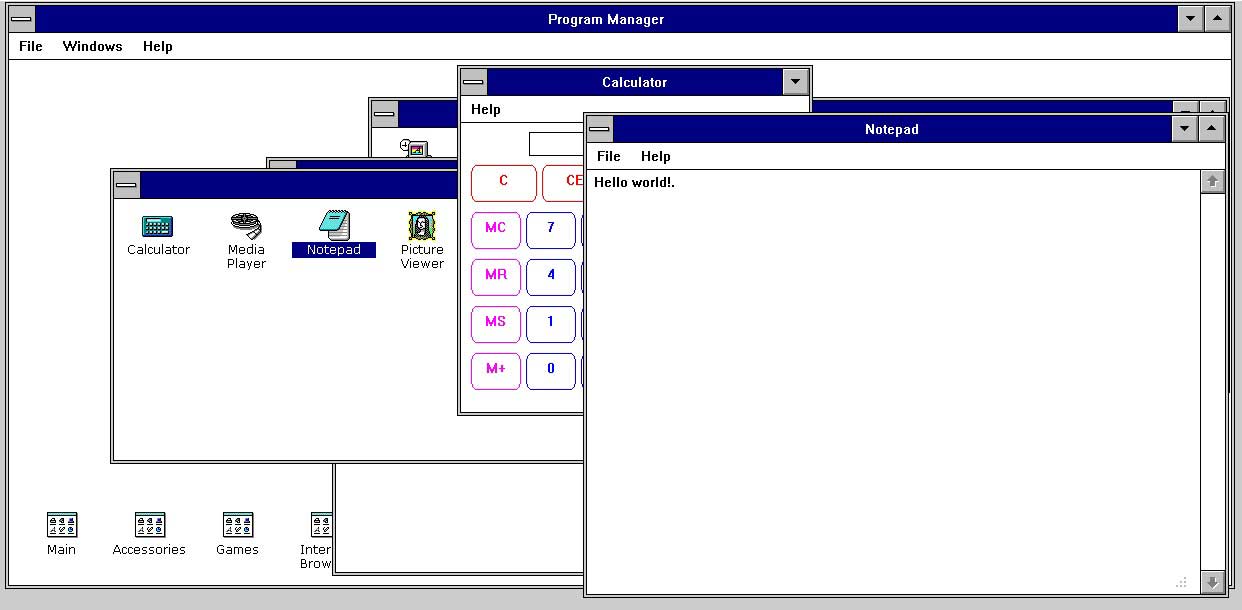 Program Manager
File Windows Help
Calculator
Help
Notepad
File Help
Hello world!.
C CE
MC 7
MR 4
MS 1
M+ 0
Calculator
Media
Player
Notepad
Picture
Viewer
Main
Accessories
Games
Inter
Brow